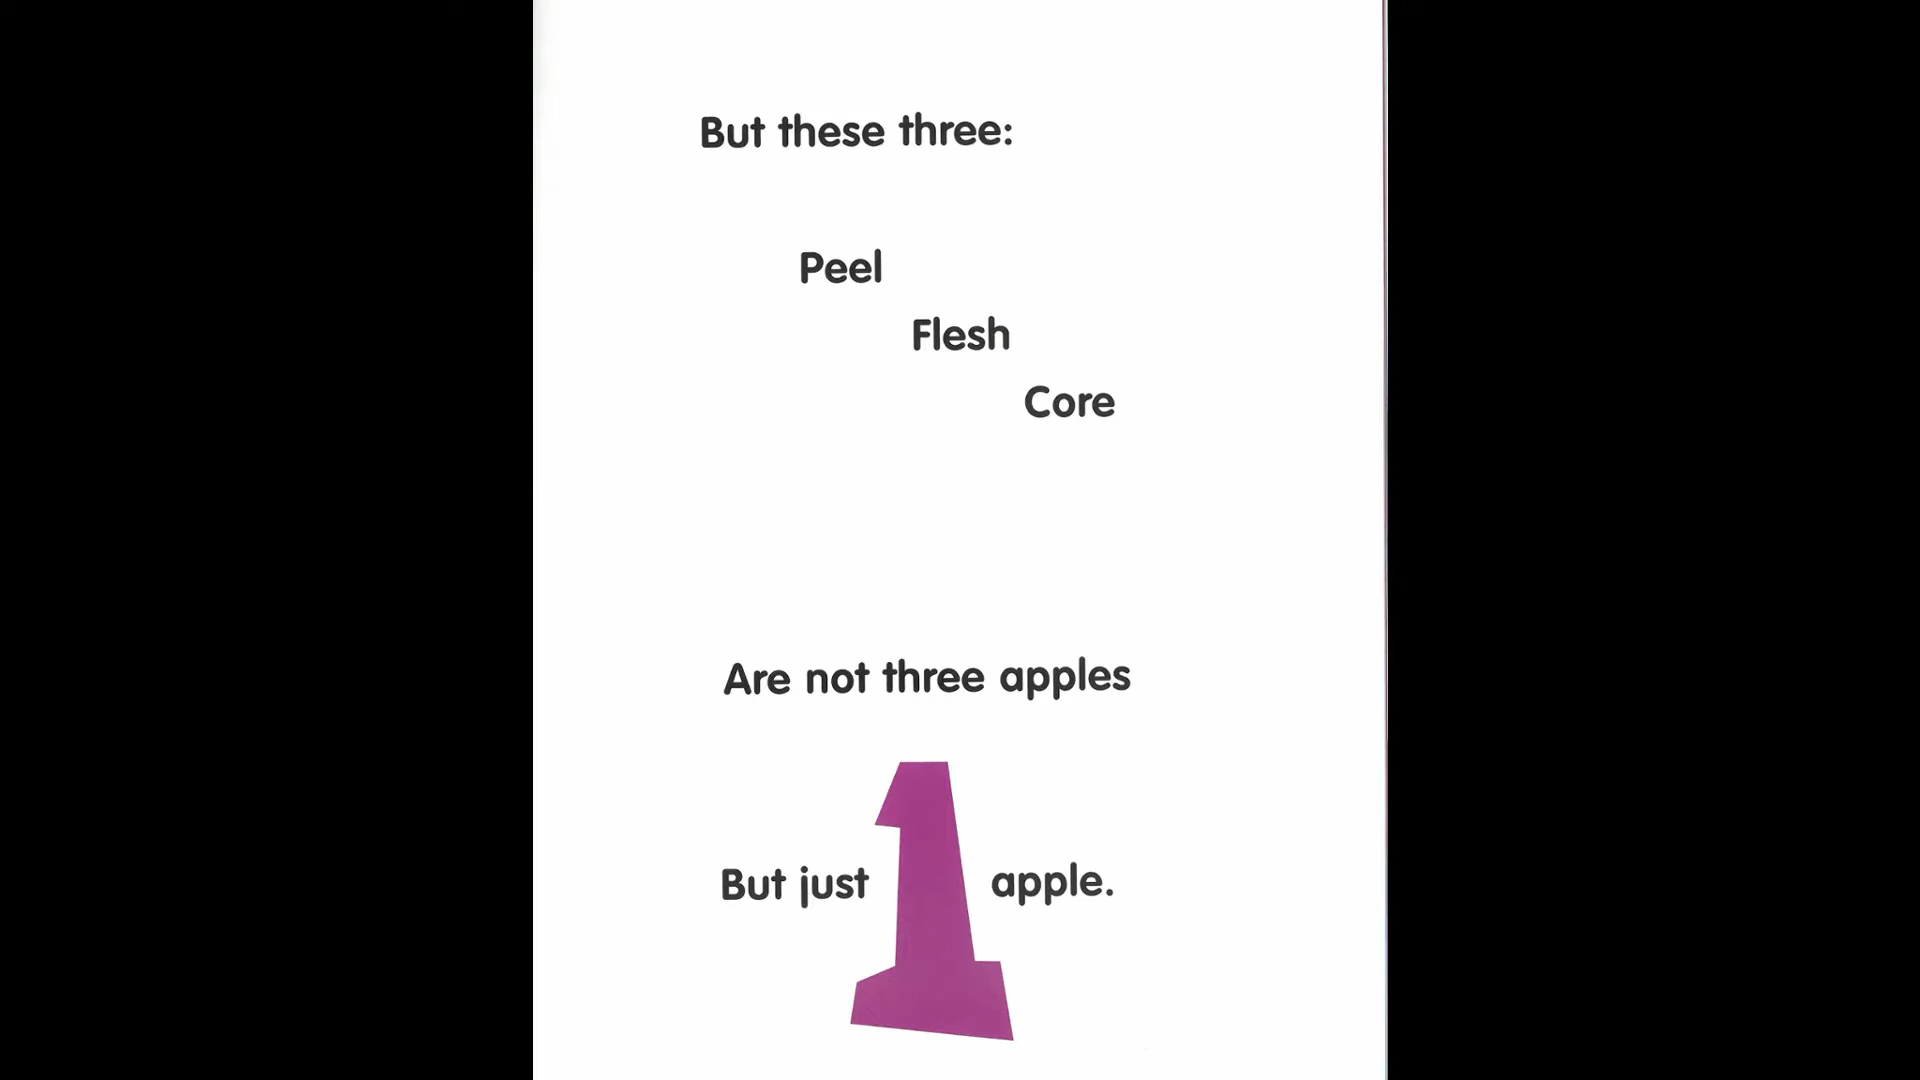 But these three:
Peel
Flesh
Core
Are not three apples
But just 1 apple.